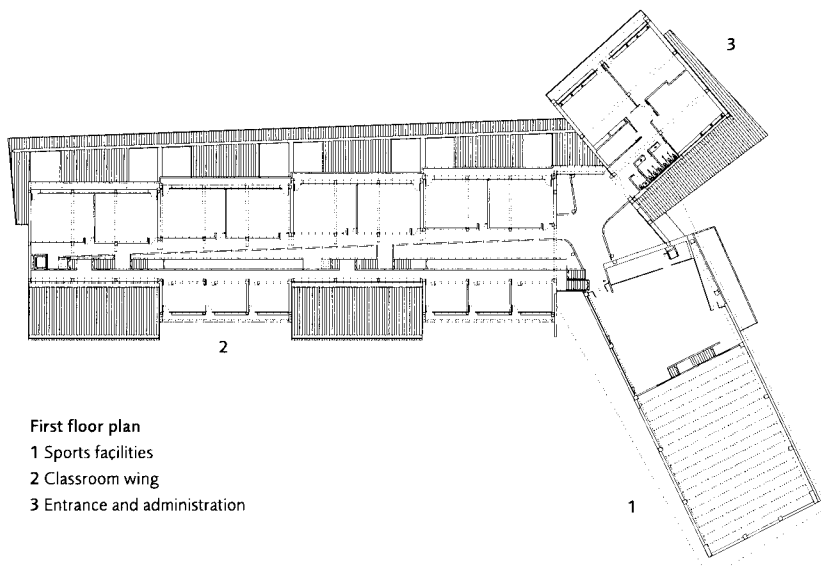 3
2
First floor plan
1 Sports facilities
2 Classroom wing
3 Entrance and administration
1